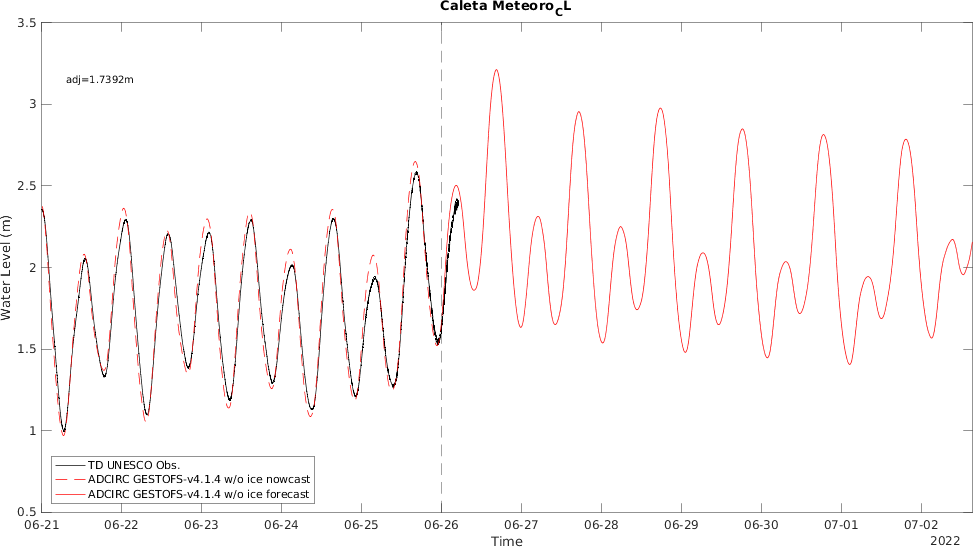 Caleta Meteoro_CL
3.5
adj=1.7392m
3
2.5
2
1.5
1
0.5
Water Level (m)
TD UNESCO Obs.
ADCIRC GESTOFS-v4.1.4 w/o ice nowcast
ADCIRC GESTOFS-v4.1.4 w/o ice forecast
06-21 06-22 06-23 06-24 06-25 06-26 06-27 06-28 06-29 06-30 07-01 07-02
Time
2022